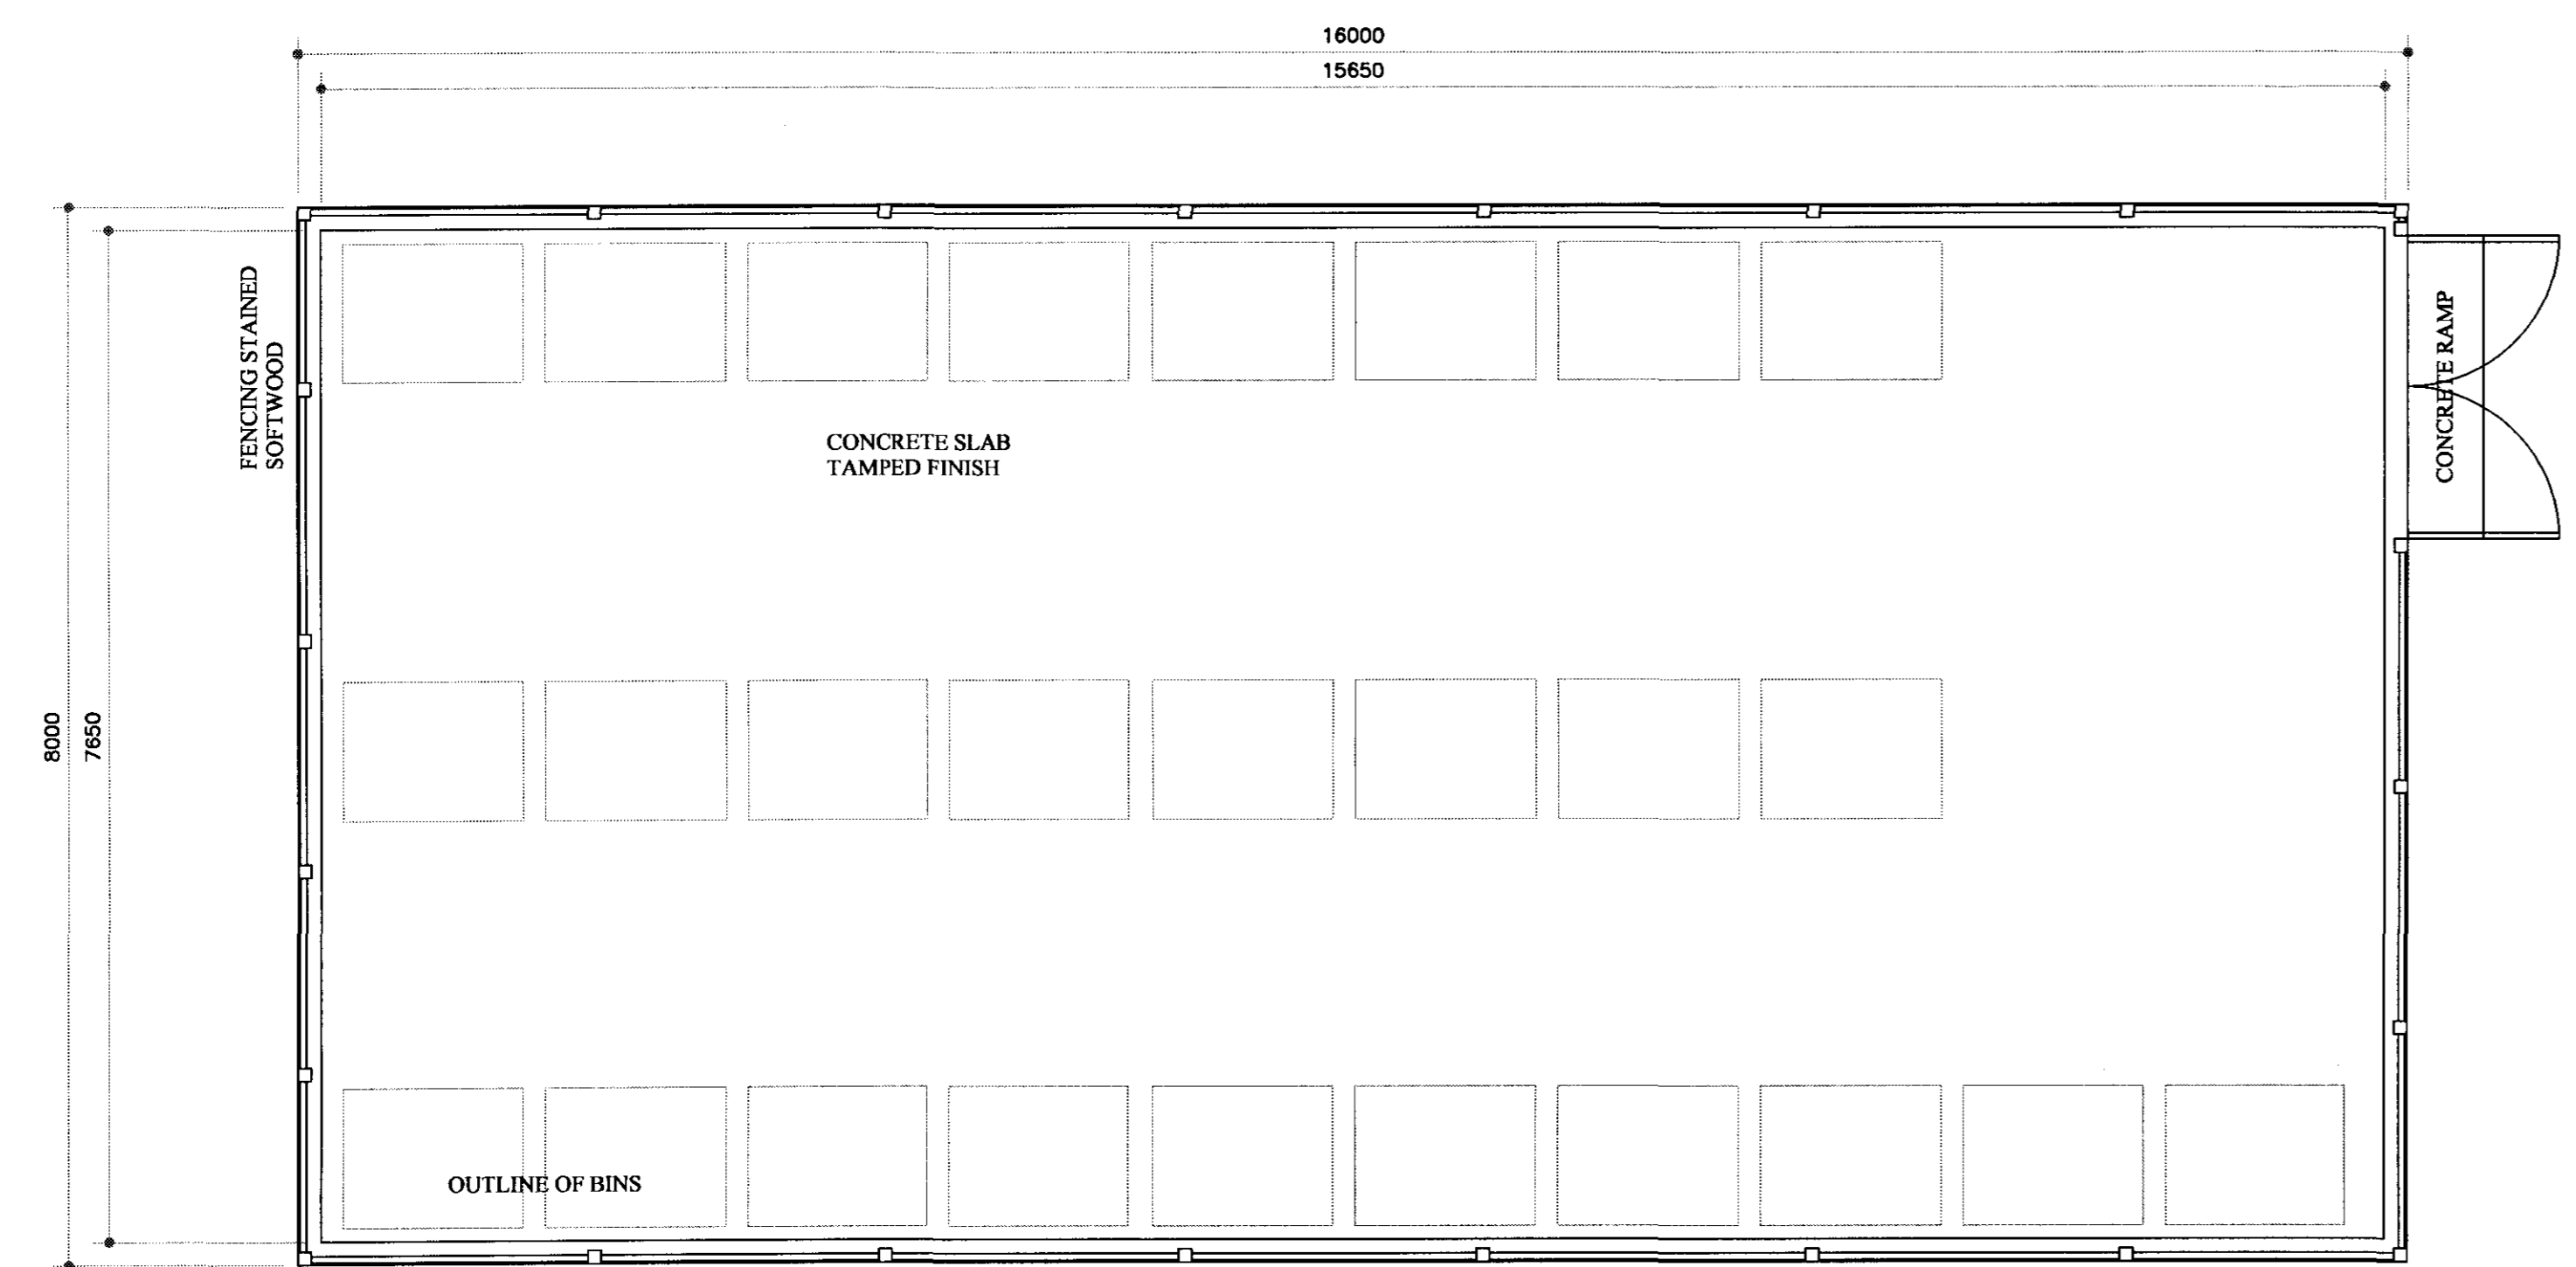 16000
15650
FENCING STAINED
SOFTWOOD
CONCRETE SLAB
TAMPED FINISH
CONCRETE RAMP
8000
7650
OUTLINE OF BINS